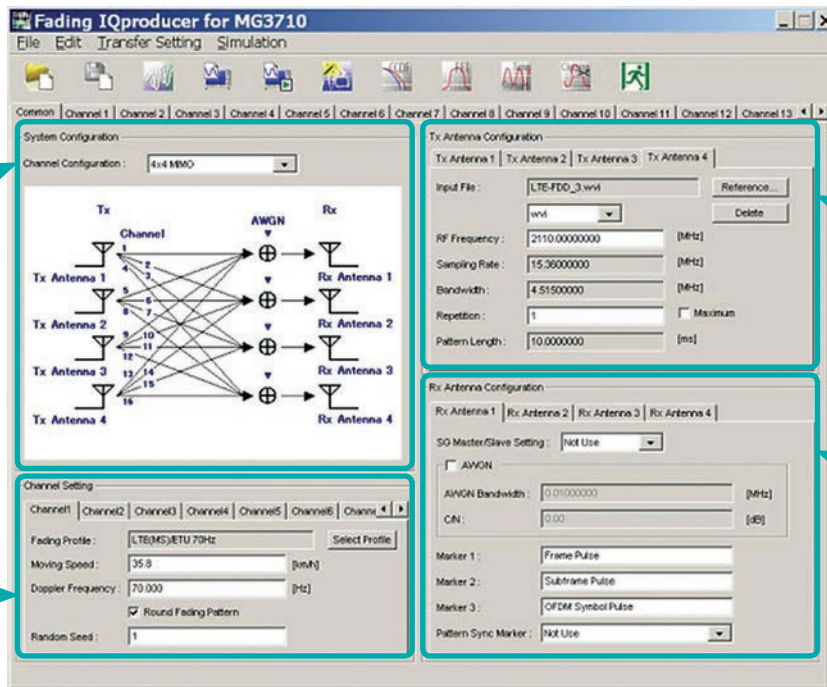 Fading IQproducer for MG3710
File Edit Transfer Setting Simulation
Common Channel 1 Channel 2 Channel 3 Channel 4 Channel 5 Channel 6 Channel 7 Channel 8 Channel 9 Channel 10 Channel 11 Channel 12 Channel 13
System Configuration
Channel Configuration : 4x4 MIMO
Tx Channel AWGN Rx
1
2
3
4
Tx Antenna 1 Rx Antenna 1
5
6
7
8
Tx Antenna 2 Rx Antenna 2
9
10
11
12
Tx Antenna 3 Rx Antenna 3
13
14
15
16
Tx Antenna 4 Rx Antenna 4
Channel Setting
Channel1 Channel2 Channel3 Channel4 Channel5 Channel6 Channe
Fading Profile : LTE(MS)/ETU 70Hz Select Profile
Moving Speed : 35.8 [km/h]
Doppler Frequency : 70.000 [Hz]
Round Fading Pattern
Random Seed : 1
Tx Antenna Configuration
Tx Antenna 1 Tx Antenna 2 Tx Antenna 3 Tx Antenna 4
Input File : LTE-FDD_3.wvi Reference...
wvi Delete
RF Frequency : 2110.00000000 [MHz]
Sampling Rate : 15.36000000 [MHz]
Bandwidth : 4.51500000 [MHz]
Repetition : 1 Maximum
Pattern Length : 10.0000000 [ms]
Rx Antenna Configuration
Rx Antenna 1 Rx Antenna 2 Rx Antenna 3 Rx Antenna 4
SG Master/Slave Setting : Not Use
AWGN
AWGN Bandwidth : 0.01000000 [MHz]
C/N : 0.00 [dB]
Marker 1 : Frame Pulse
Marker 2 : Subframe Pulse
Marker 3 : OFDM Symbol Pulse
Pattern Sync Marker : Not Use